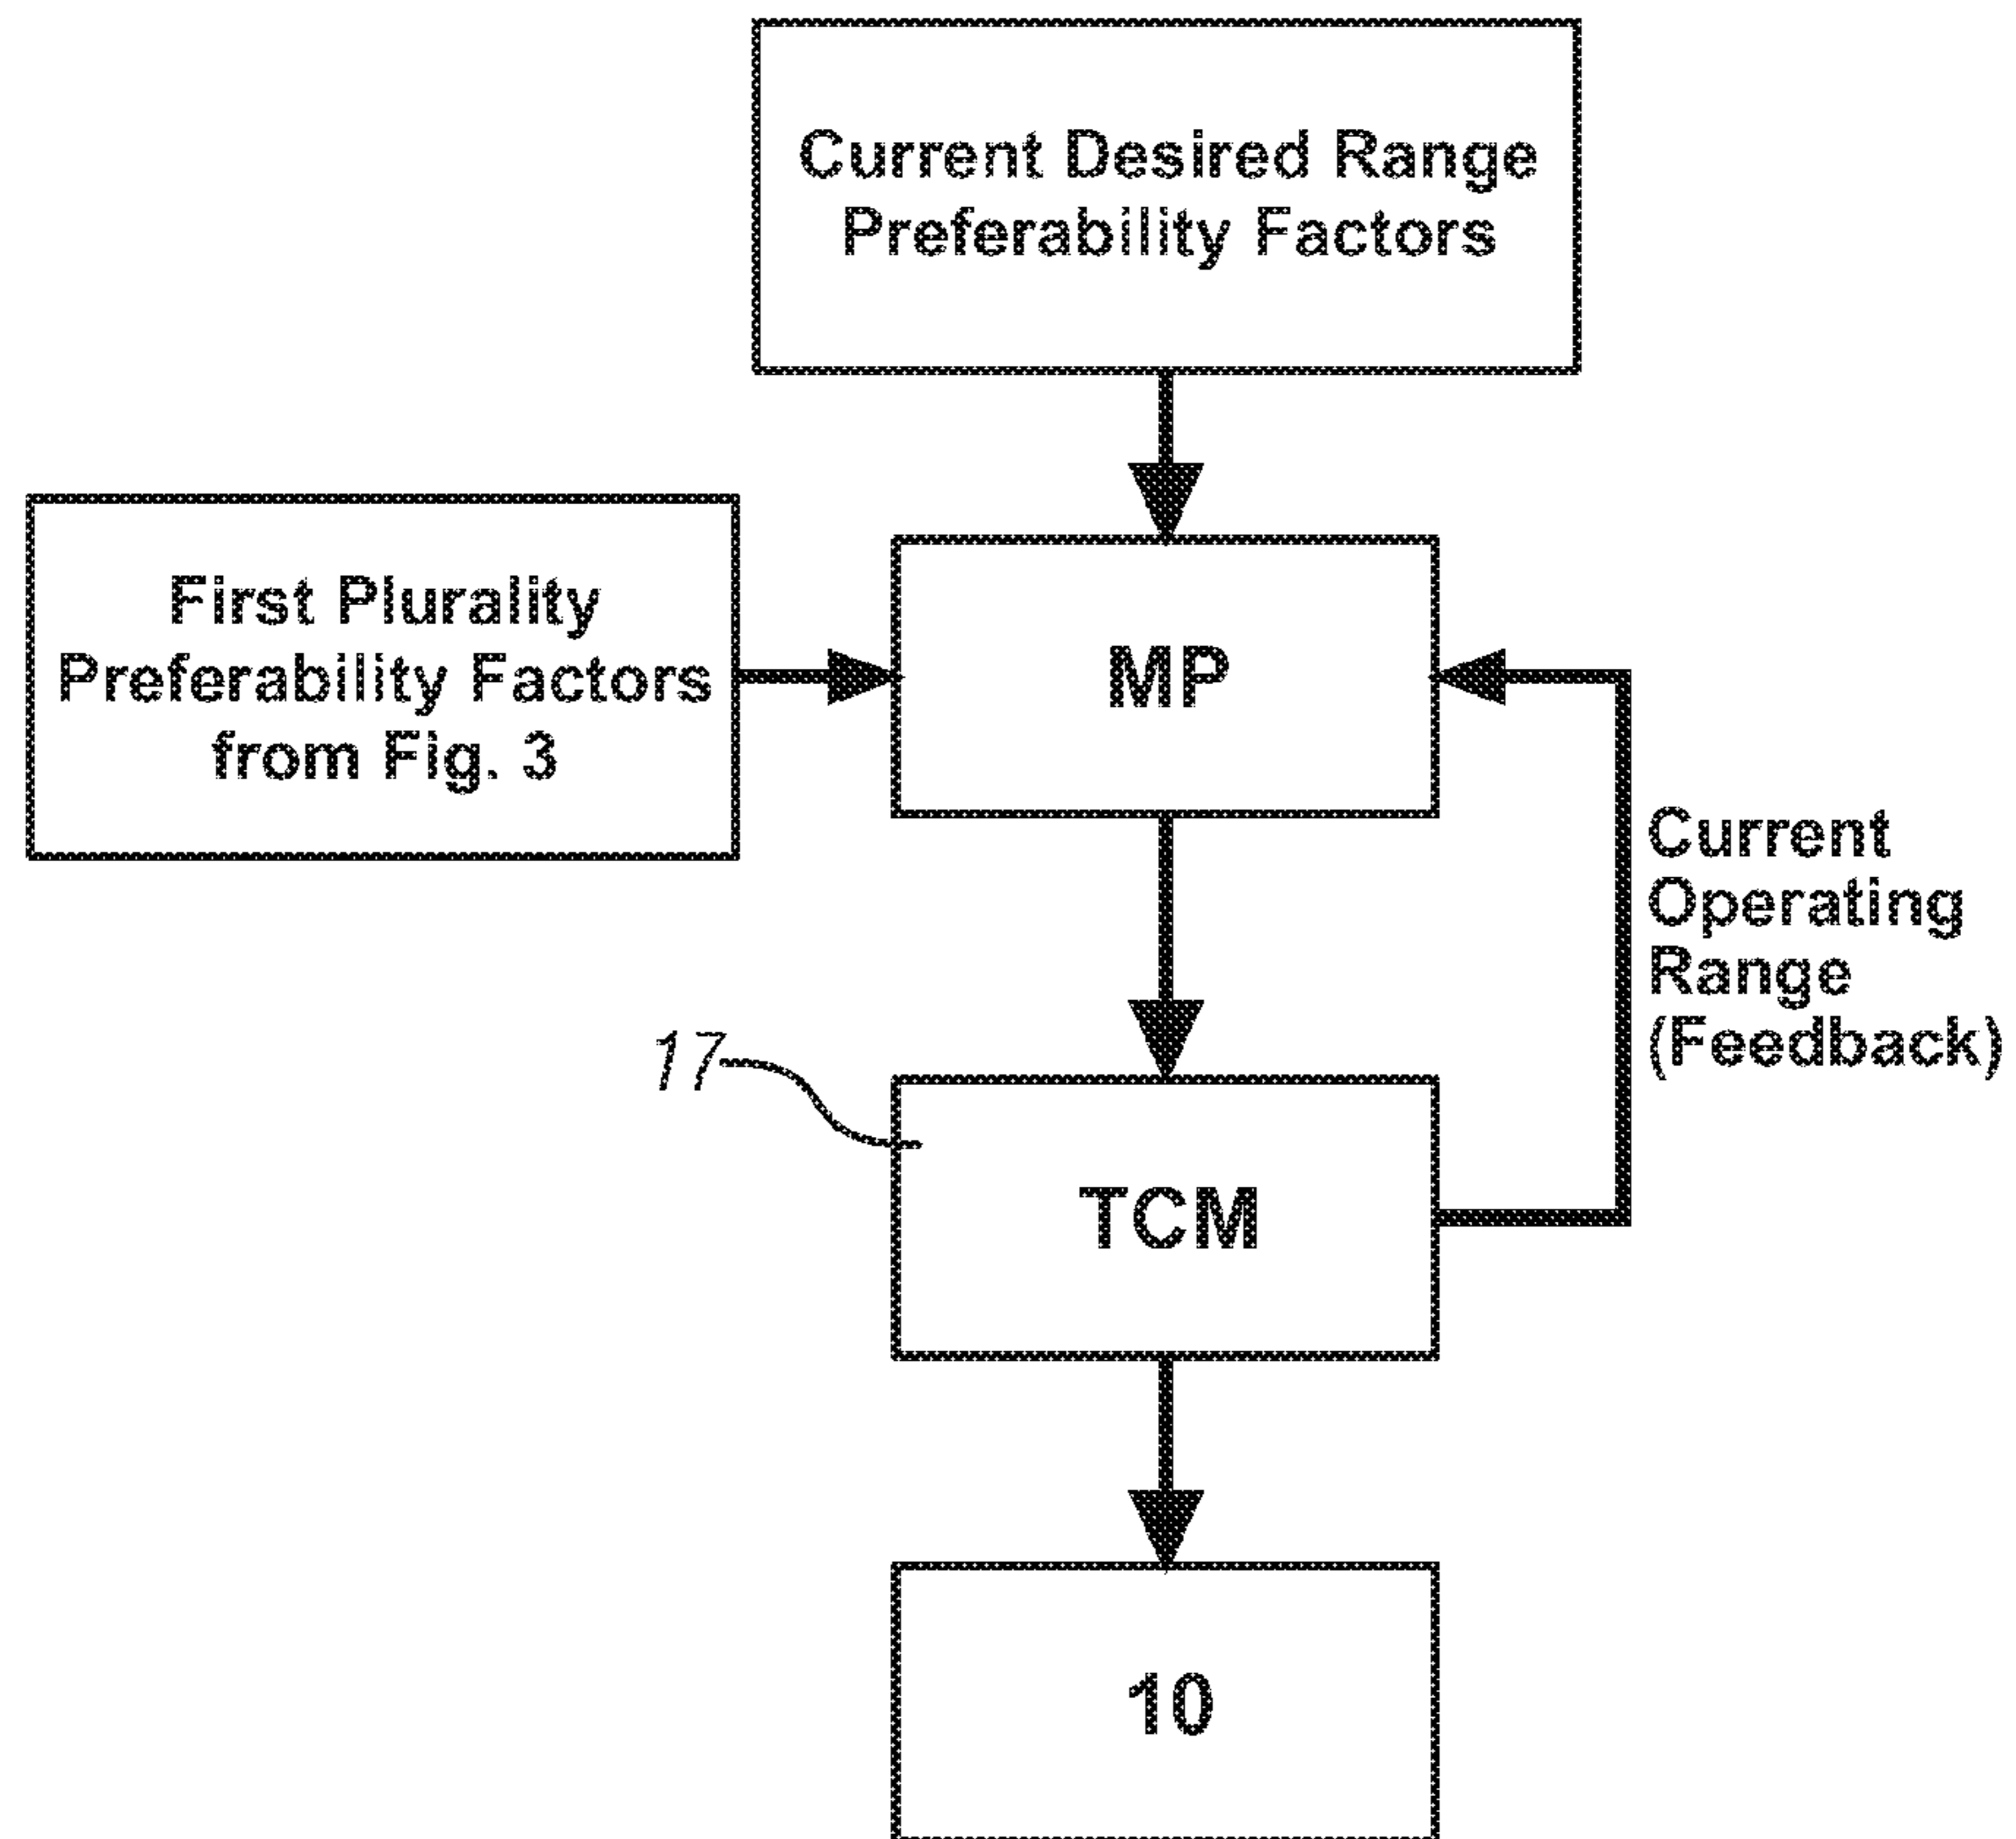 Current Desired Range
Preferability Factors
First Plurality
Preferability Factors
from Fig. 3
MP
Current
Operating
Range
(Feedback)
17
TCM
10